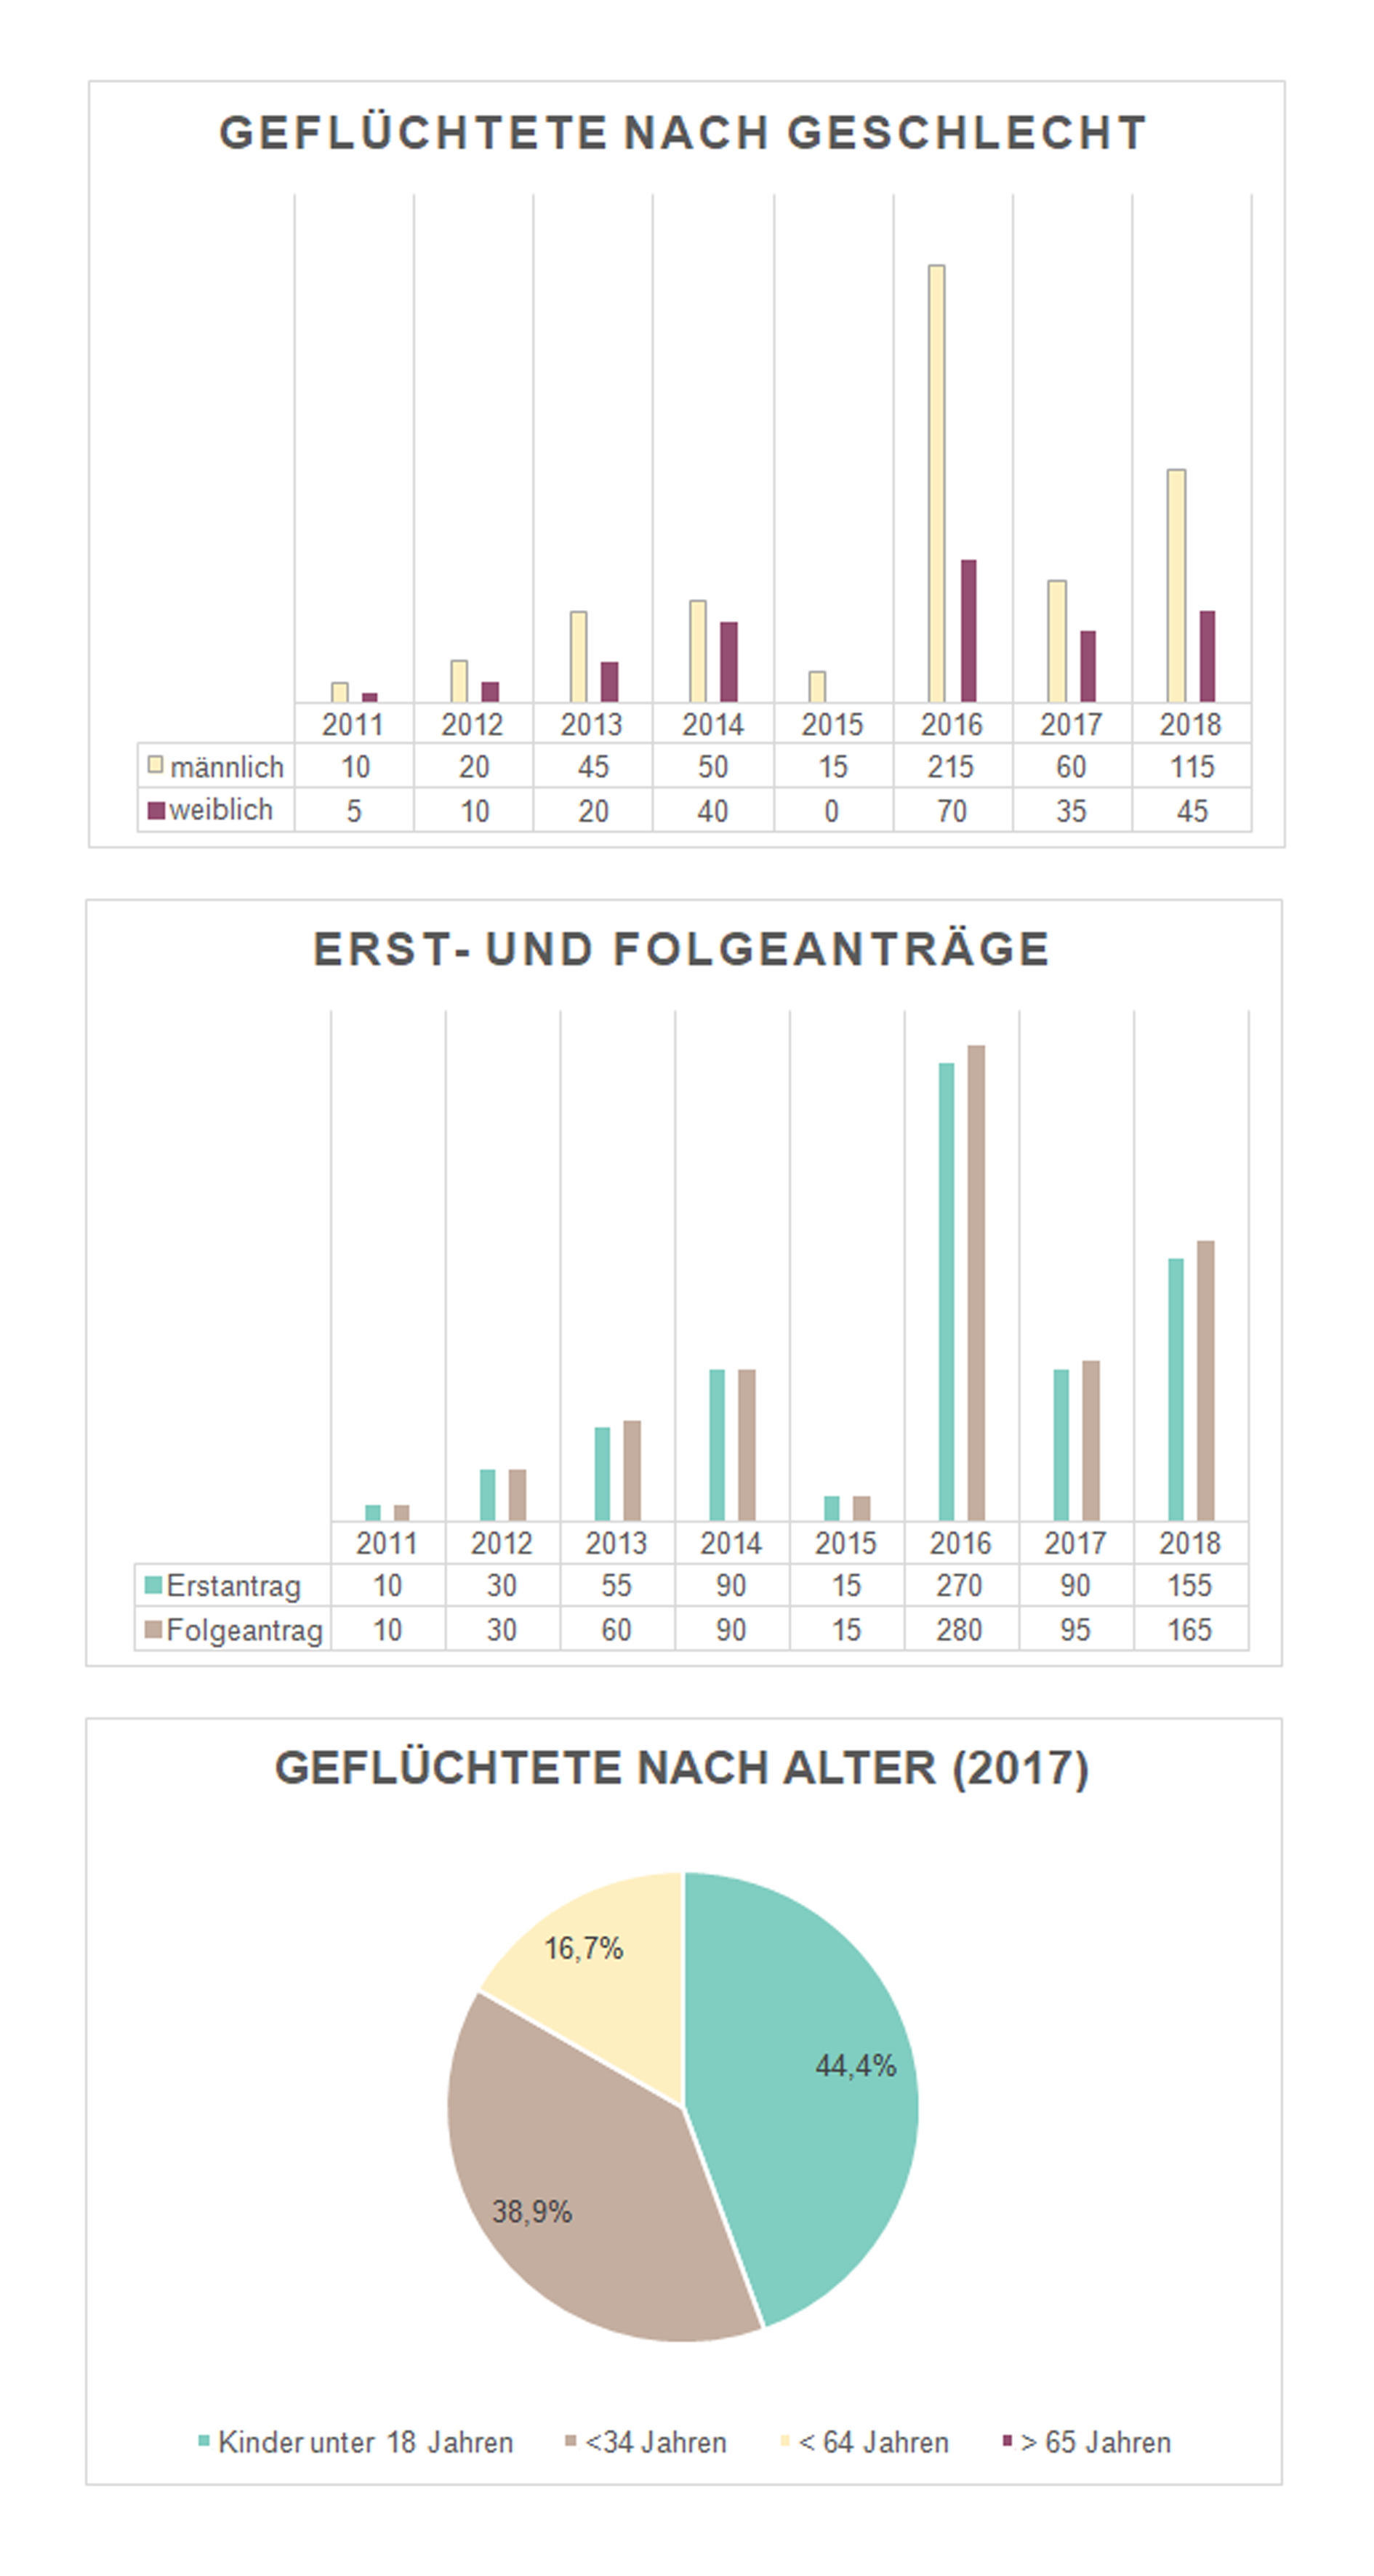 GEFLÜCHTETE NACH GESCHLECHT
2011 2012 2013 2014 2015 2016 2017 2018
männlich 10 20 45 50 15 215 60 115
weiblich 5 10 20 40 0 70 35 45
ERST- UND FOLGEANTRÄGE
2011 2012 2013 2014 2015 2016 2017 2018
Erstantrag 10 30 55 90 15 270 90 155
Folgeantrag 10 30 60 90 15 280 95 165
GEFLÜCHTETE NACH ALTER (2017)
16,7%
44,4%
38,9%
Kinder unter 18 Jahren <34 Jahren < 64 Jahren > 65 Jahren